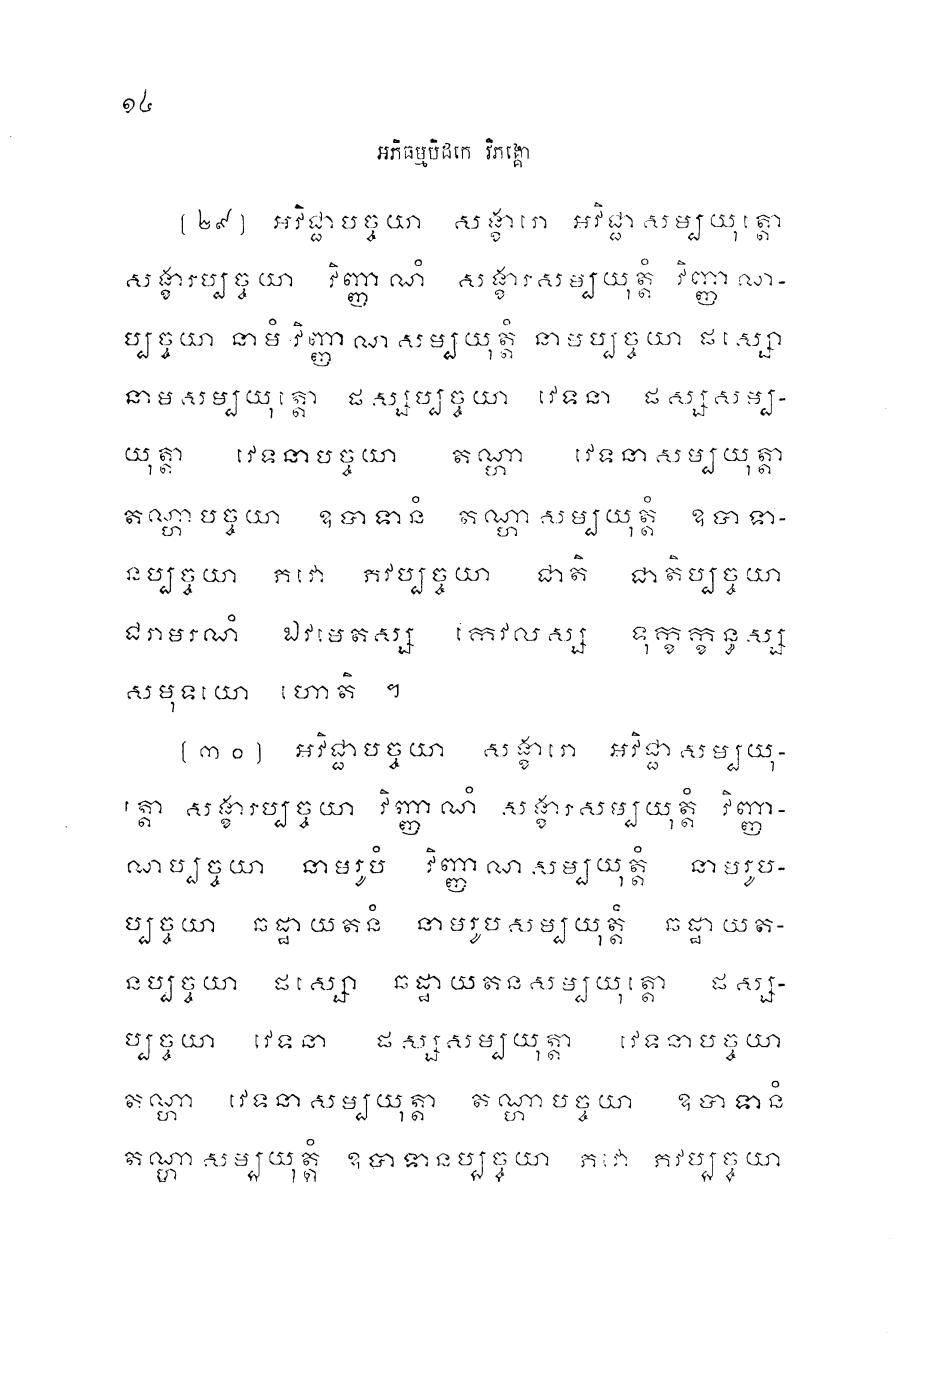 ១៤
អភិធម្មបិដកេ វិភង្គោ
(២៩) អវិជ្ជាបច្ចយា សង្ខារោ អវិជ្ជាសម្បយុត្តោ
សង្ខារប្បច្ចយា វិញ្ញាណំ សង្ខារសម្បយុត្តំ វិញ្ញាណ-
ប្បច្ចយា នាមំ វិញ្ញាណសម្បយុត្តំ នាមប្បច្ចយា ផស្សោ
នាមសម្បយុត្តោ ផស្សប្បច្ចយា វេទនា ផស្សសម្ប-
យុត្តា វេទនាបច្ចយា តណ្ហា វេទនាសម្បយុត្តា
តណ្ហាបច្ចយា ឧបាទានំ តណ្ហាសម្បយុត្តំ ឧបាទា-
នប្បច្ចយា ភវោ ភវប្បច្ចយា ជាតិ ជាតិប្បច្ចយា
ជរាមរណំ ឯវមេតស្ស កេវលស្ស ទុក្ខក្ខន្ធស្ស
សមុទយោ ហោតិ ។
(៣០) អវិជ្ជាបច្ចយា សង្ខារោ អវិជ្ជាសម្បយុ-
ត្តោ សង្ខារប្បច្ចយា វិញ្ញាណំ សង្ខារសម្បយុត្តំ វិញ្ញា-
ណប្បច្ចយា នាមរូបំ វិញ្ញាណសម្បយុត្តំ នាមរូប-
ប្បច្ចយា ឆដ្ឋាយតនំ នាមរូបសម្បយុត្តំ ឆដ្ឋាយត-
នប្បច្ចយា ផស្សោ ឆដ្ឋាយតនសម្បយុត្តោ ផស្ស-
ប្បច្ចយា វេទនា ផស្សសម្បយុត្តា វេទនាបច្ចយា
តណ្ហា វេទនាសម្បយុត្តា តណ្ហាបច្ចយា ឧបាទានំ
តណ្ហាសម្បយុត្តំ ឧបាទានប្បច្ចយា ភវោ ភវប្បច្ចយា